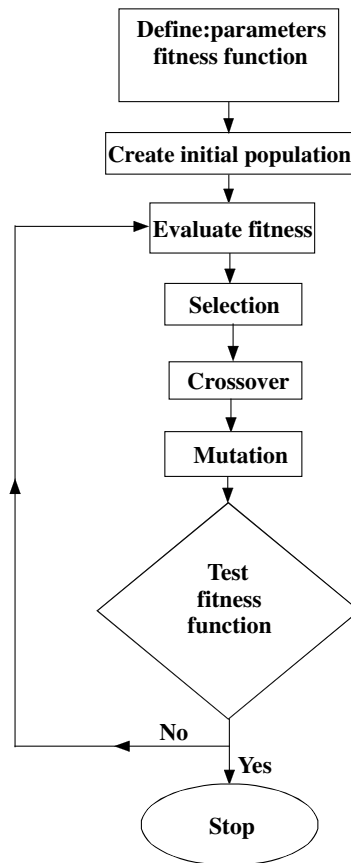 Define:parameters
fitness function
Create initial population
Evaluate fitness
Selection
Crossover
Mutation
Test
fitness
function
No
Yes
Stop